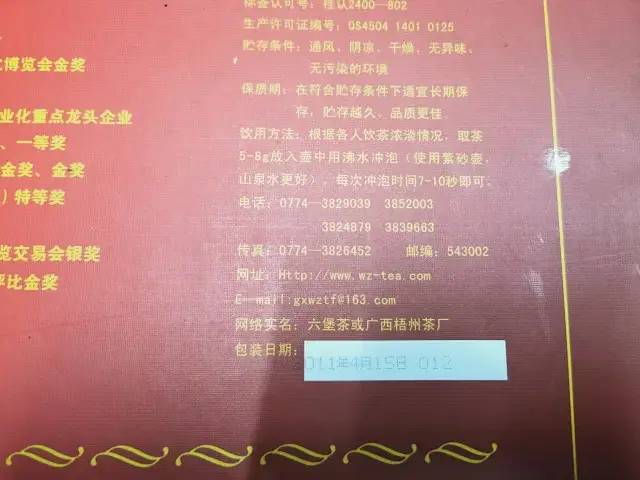 标签认可号：桂认2400—802
生产许可证编号：QS4504 1401 0125
贮存条件：通风、阴凉、干燥、无异味、
无污染的环境
保质期：在符合贮存条件下适宜长期保
存，贮存越久、品质更佳
饮用方法：根据各人饮茶浓淡情况，取茶
5-8g放入壶中用沸水冲泡（使用紫砂壶、
山泉水更好），每次冲泡时间7-10秒即可。
电话：0774—3829039 3852003
3824879 3839663
传真：0774—3826452 邮编：543002
网址：Http://www.wz-tea.com
E—mail:gxwztf@163.com
网络实名：六堡茶或广西梧州茶厂
包装日期：
011年4月15日 012
博览会金奖
业化重点龙头企业
、一等奖
金奖、金奖
）特等奖
览交易会银奖
评比金奖